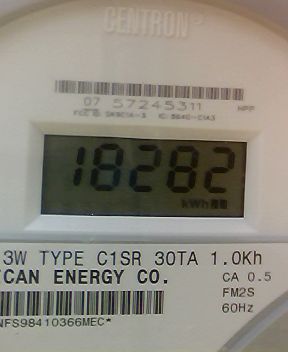 CENTRON®
07 57245311 HPP
18282
kWh
3W TYPE C1SR 30TA 1.0Kh
CAN ENERGY CO. CA 0.5
FM2S
NFS98410366MEC* 60Hz